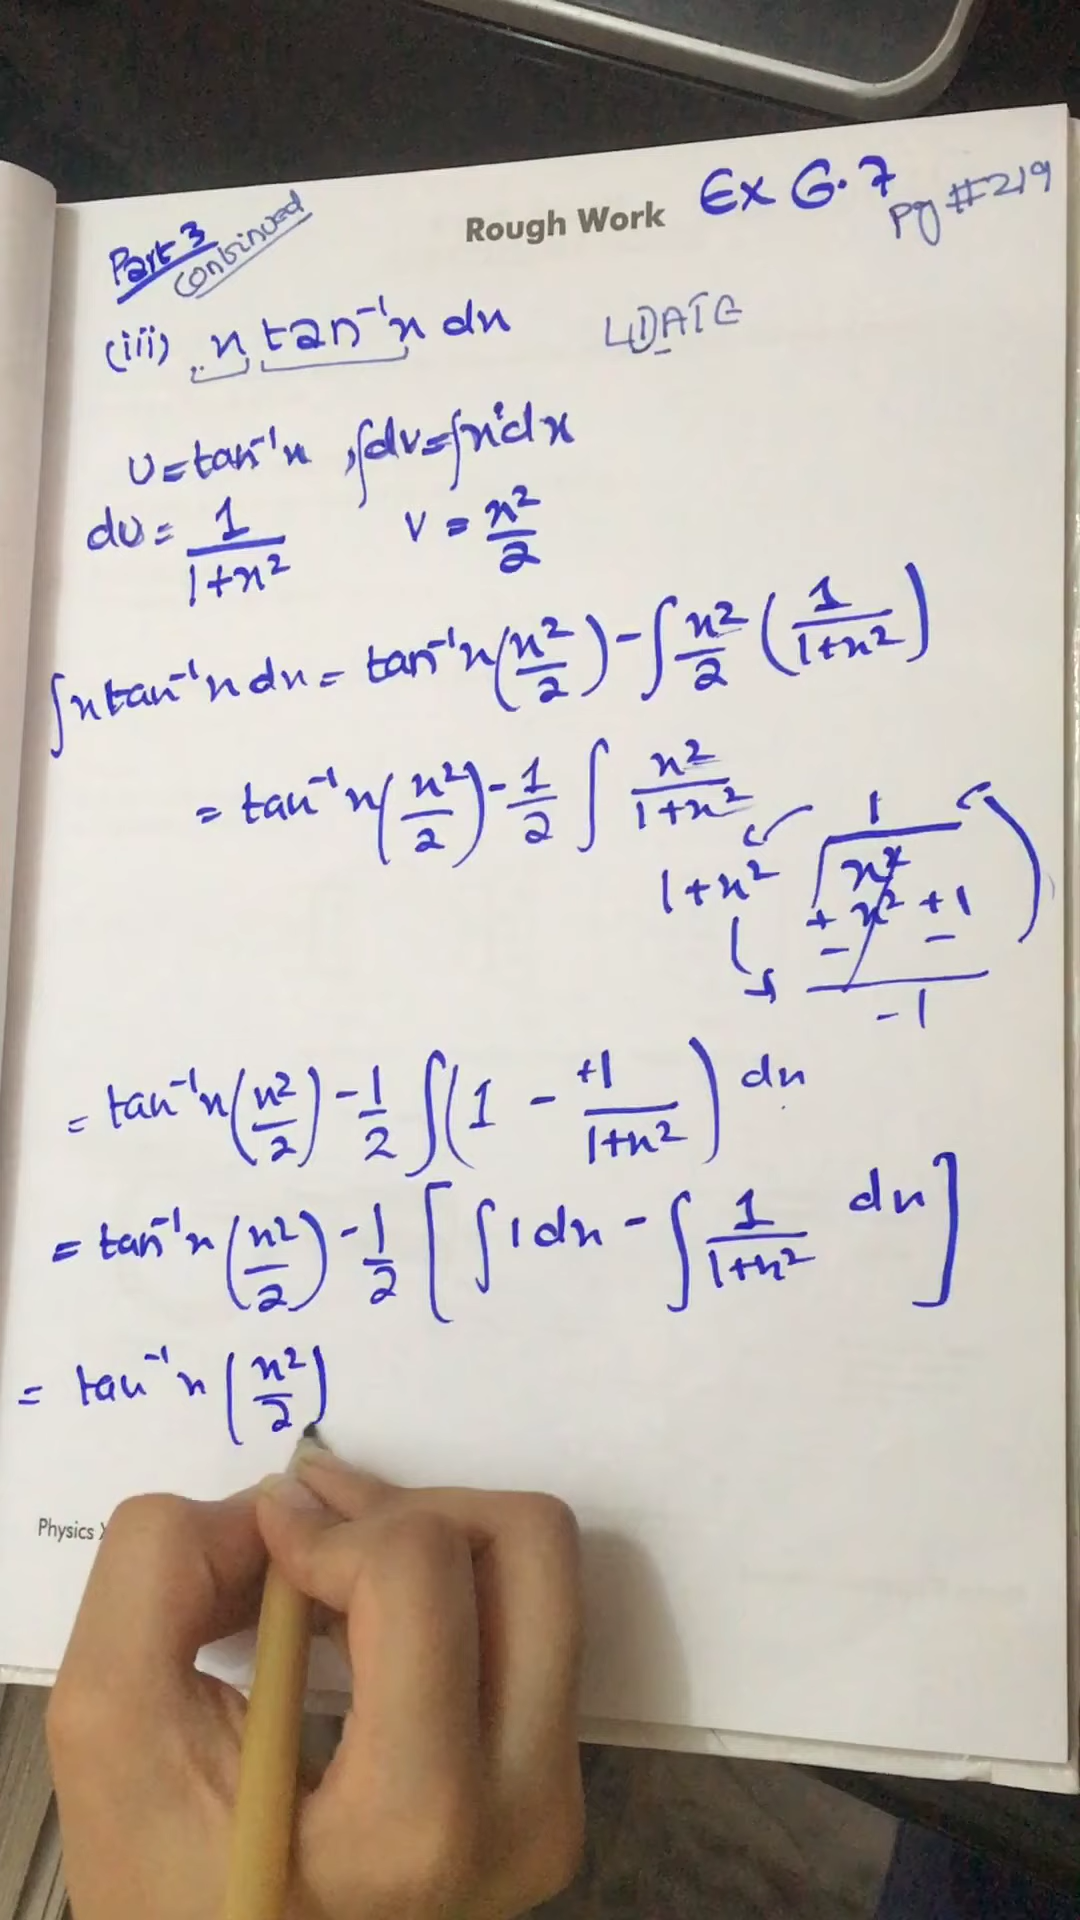 Part 3
continued
Rough Work
Ex 6.7
Pg #219
(iii) x tan⁻¹x dx
LIDATE
U=tan⁻¹x , ∫dv=∫x¹dx
du= 1/(1+x²)
v = x²/2
∫x tan⁻¹x dx = tan⁻¹x(x²/2) - ∫ x²/2 (1/(1+x²))
= tan⁻¹x(x²/2) - 1/2 ∫ x²/(1+x²)
1
1+x² √x²
+x² +1
- -
-1
= tan⁻¹x(x²/2) - 1/2 ∫(1 - +1/(1+x²)) dx
= tan⁻¹x(x²/2) - 1/2 [∫1dx - ∫ 1/(1+x²) dx]
= tan⁻¹x(x²/2)
Physics